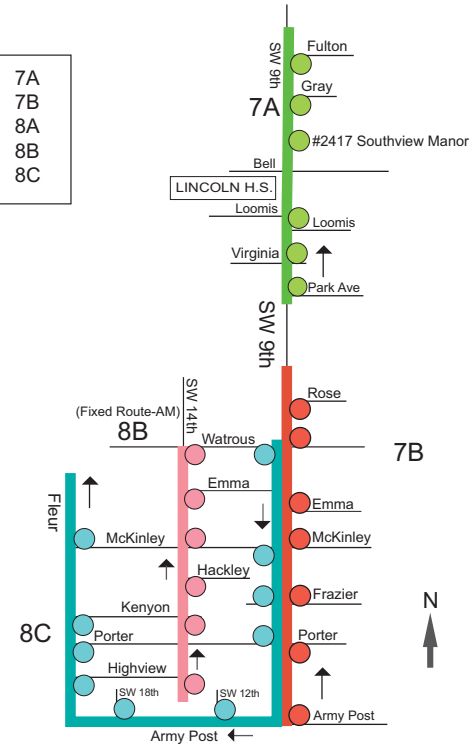 7A
7B
8A
8B
8C
SW 9th
Fulton
Gray
7A
#2417 Southview Manor
Bell
LINCOLN H.S.
Loomis
Loomis
Virginia
Park Ave
SW 9th
Rose
SW 14th
(Fixed Route-AM)
8B
Watrous
7B
Emma
Fleur
Emma
McKinley
McKinley
Hackley
Frazier
Kenyon
N
8C
Porter
Porter
Highview
SW 18th
SW 12th
Army Post
Army Post